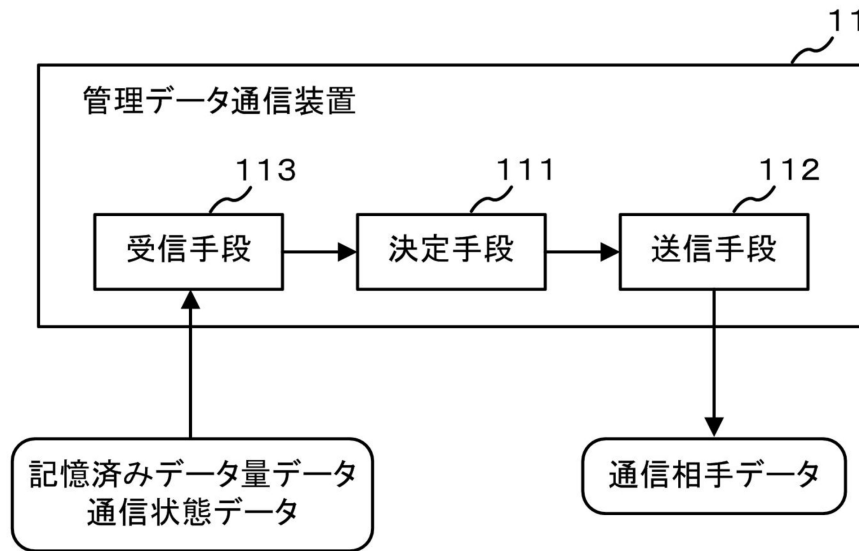 11
管理データ通信装置
113
111
112
受信手段
決定手段
送信手段
記憶済みデータ量データ
通信状態データ
通信相手データ